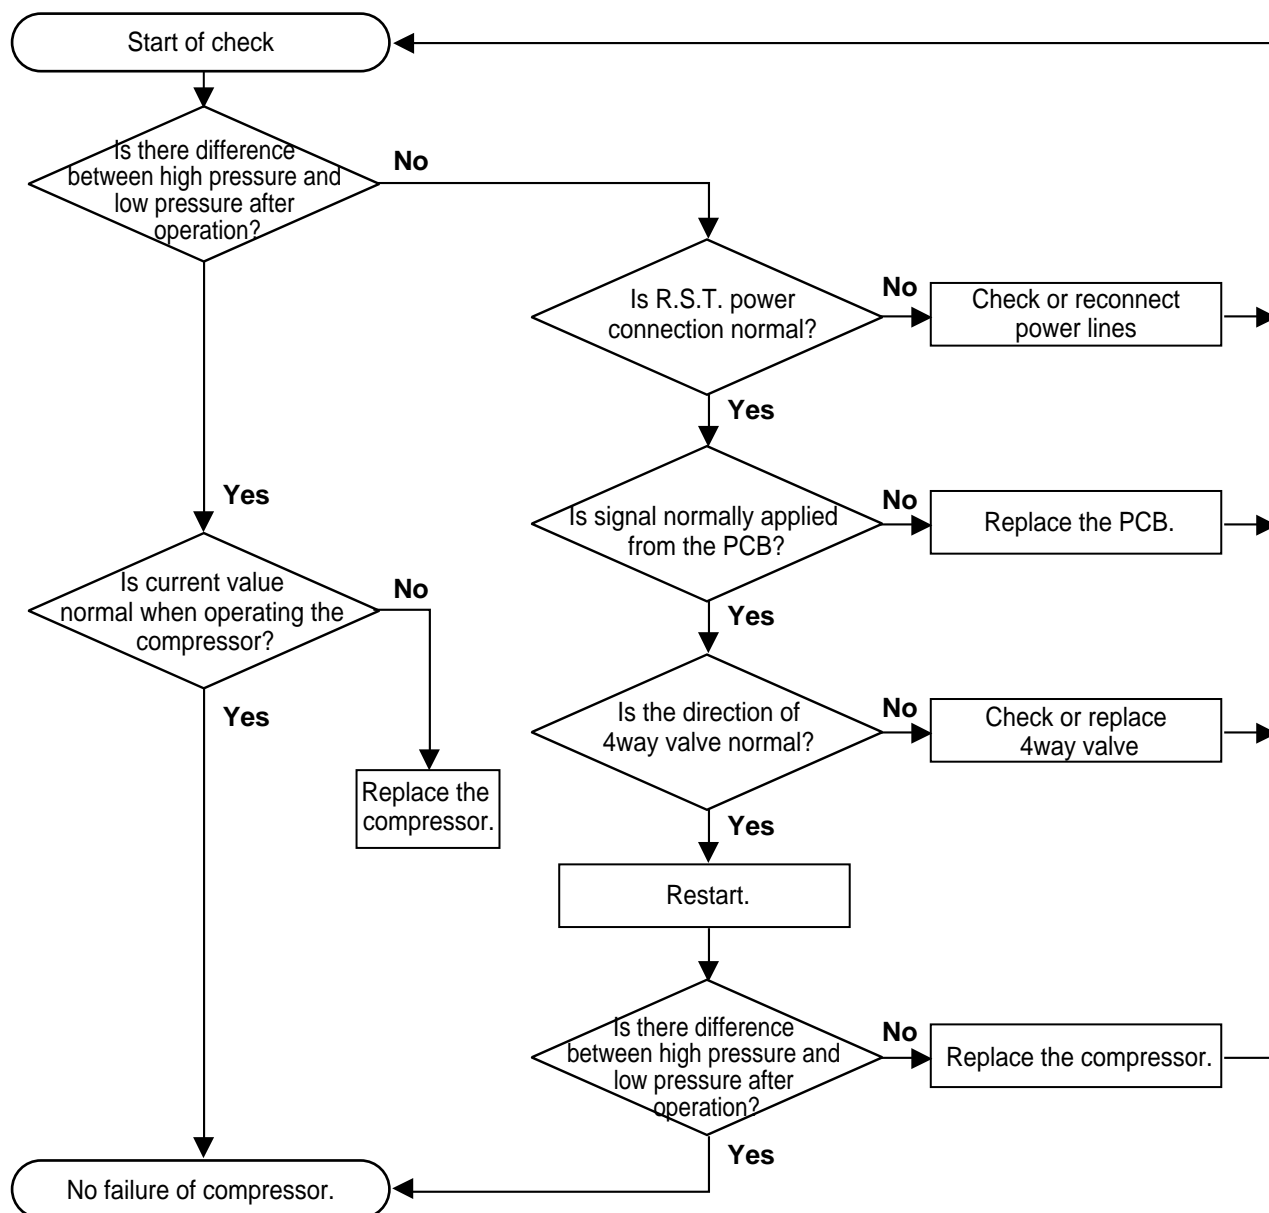 Start of check
Is there difference
between high pressure and
low pressure after
operation?
No
Is R.S.T. power
connection normal?
No
Check or reconnect
power lines
Yes
Yes
Is signal normally applied
from the PCB?
No
Replace the PCB.
Is current value
normal when operating the
compressor?
No
Yes
Yes
Is the direction of
4way valve normal?
No
Check or replace
4way valve
Replace the
compressor.
Yes
Restart.
Is there difference
between high pressure and
low pressure after
operation?
No
Replace the compressor.
Yes
No failure of compressor.